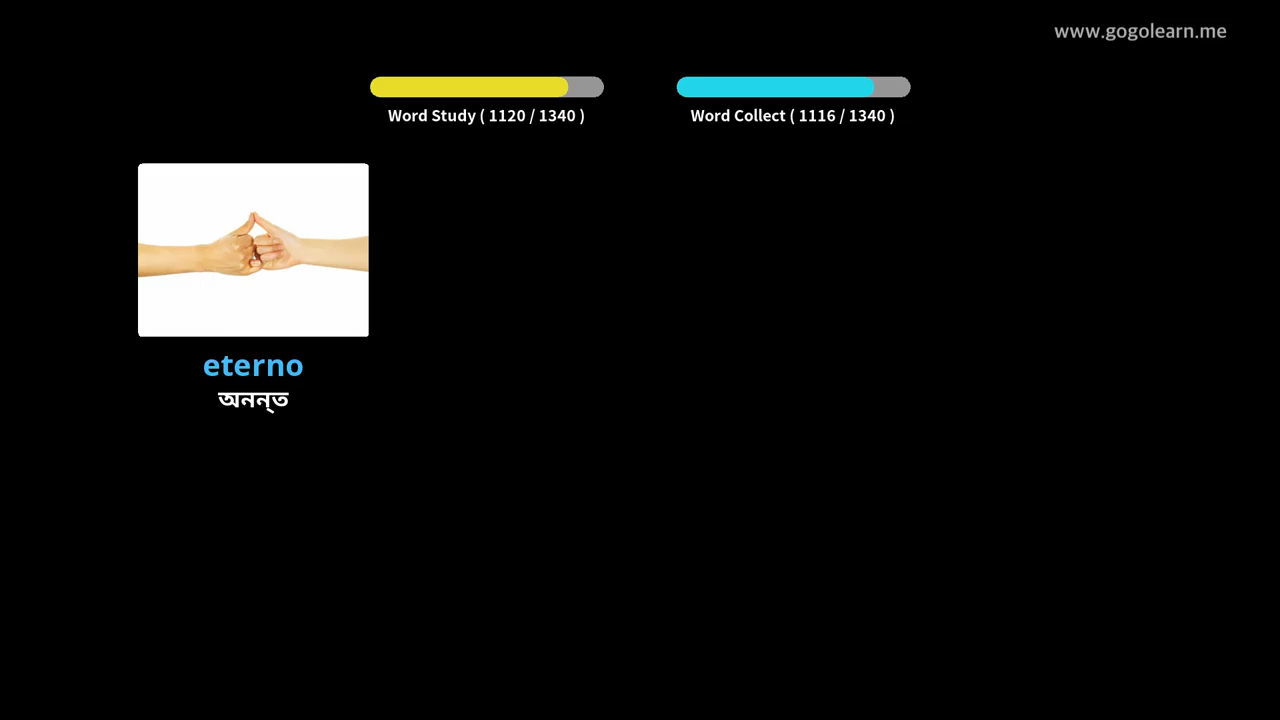 www.gogolearn.me
Word Study ( 1120 / 1340 )
Word Collect ( 1116 / 1340 )
eterno
অনন্ত